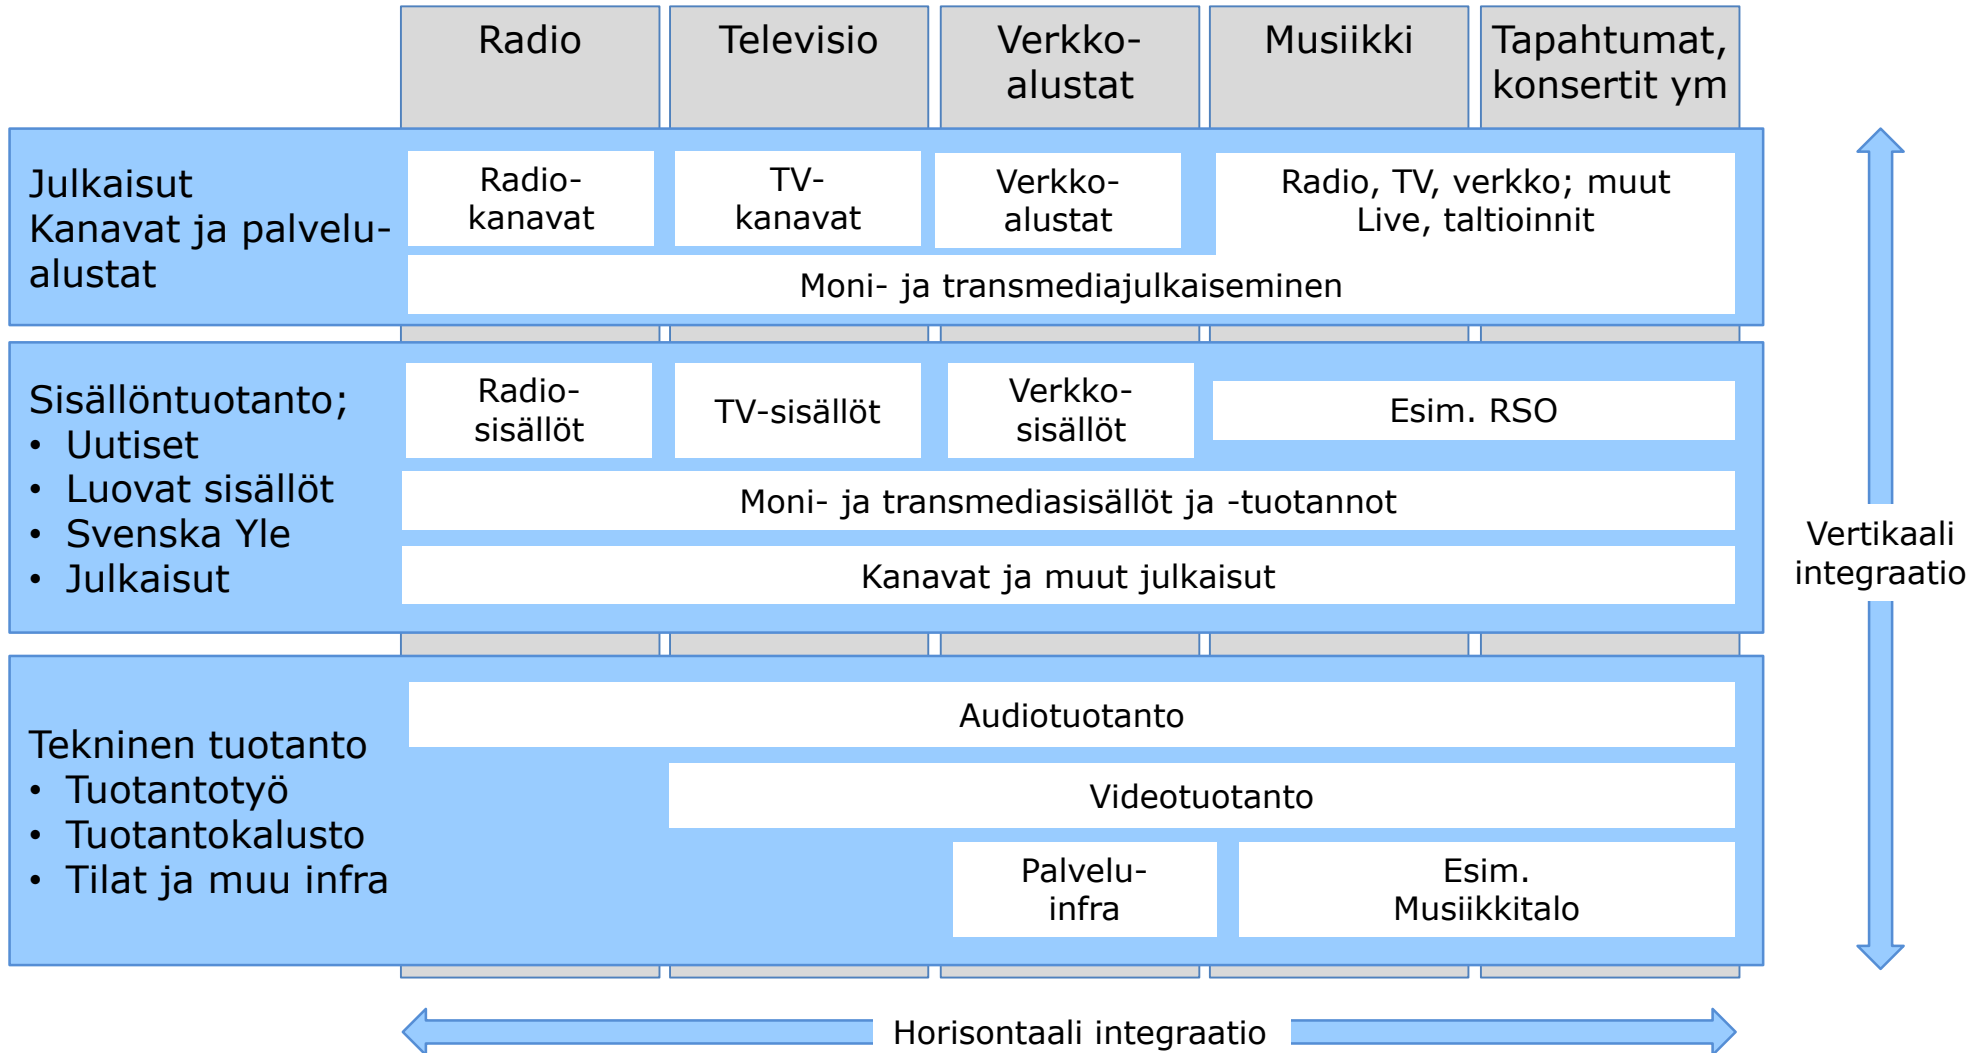 Radio
Televisio
Verkko-
alustat
Musiikki
Tapahtumat,
konsertit ym
Julkaisut
Kanavat ja palvelu-
alustat
Radio-
kanavat
TV-
kanavat
Verkko-
alustat
Radio, TV, verkko; muut
Live, taltioinnit
Moni- ja transmediajulkaiseminen
Sisällöntuotanto;
• Uutiset
• Luovat sisällöt
• Svenska Yle
• Julkaisut
Radio-
sisällöt
TV-sisällöt
Verkko-
sisällöt
Esim. RSO
Moni- ja transmediasisällöt ja -tuotannot
Kanavat ja muut julkaisut
Tekninen tuotanto
• Tuotantotyö
• Tuotantokalusto
• Tilat ja muu infra
Audiotuotanto
Videotuotanto
Palvelu-
infra
Esim.
Musiikkitalo
Vertikaali
integraatio
Horisontaali integraatio